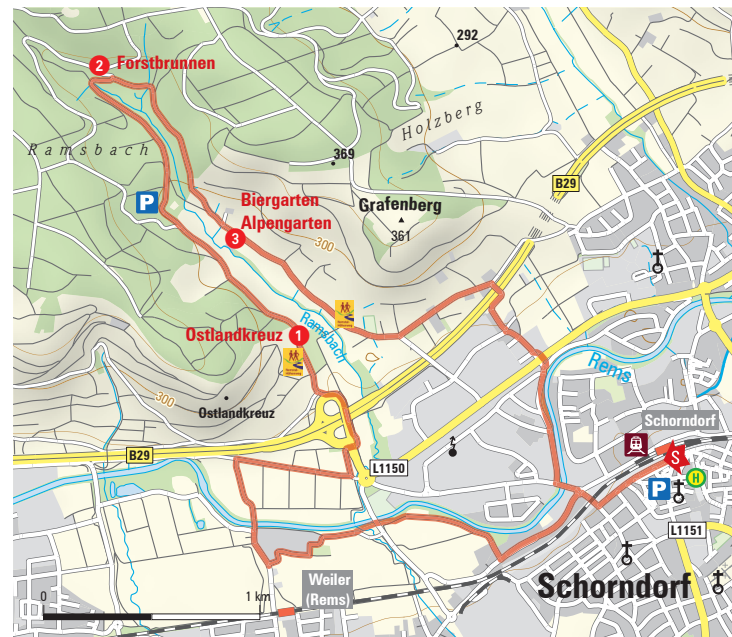 2 Forstbrunnen
292
Holzberg
Ramsbach
369
B29
P
Biergarten
Alpengarten
3
Grafenberg
361
300
Ostlandkreuz 1
Ramsbach
Rems
300
Ostlandkreuz
Schorndorf
S
B29
L1150
P
H
L1151
Weiler
(Rems)
Schorndorf
0 1 km